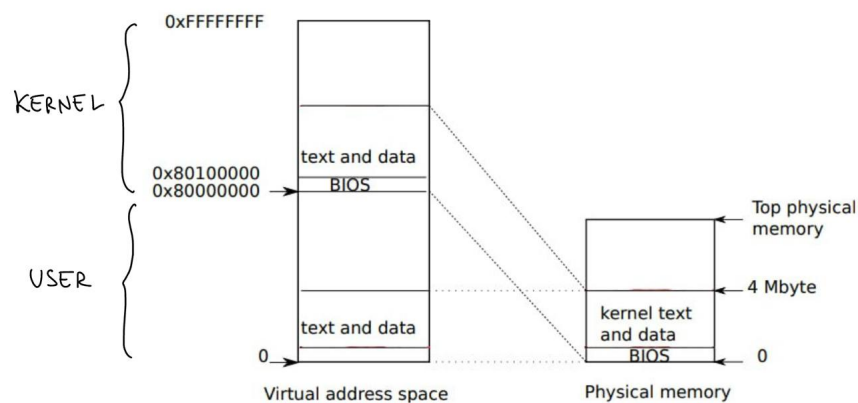 0xFFFFFFFF
KERNEL
text and data
0x80100000
BIOS
0x80000000
Top physical
memory
USER
4 Mbyte
kernel text
and data
text and data
BIOS
0
0
Virtual address space
Physical memory